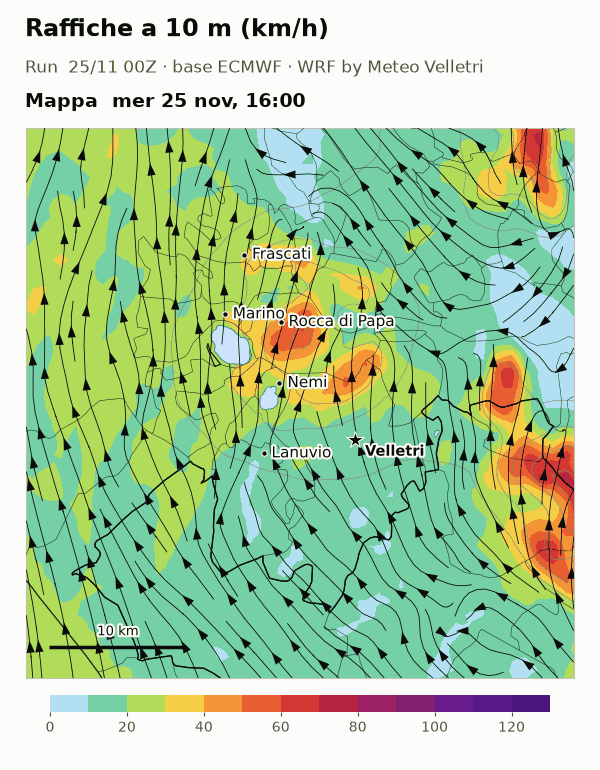 Raffiche a 10 m (km/h)
Run  25/11 00Z · base ECMWF · WRF by Meteo Velletri
Mappa  mer 25 nov, 16:00
Frascati
Marino
Rocca di Papa
Nemi
Velletri
Lanuvio
10 km
0 20 40 60 80 100 120